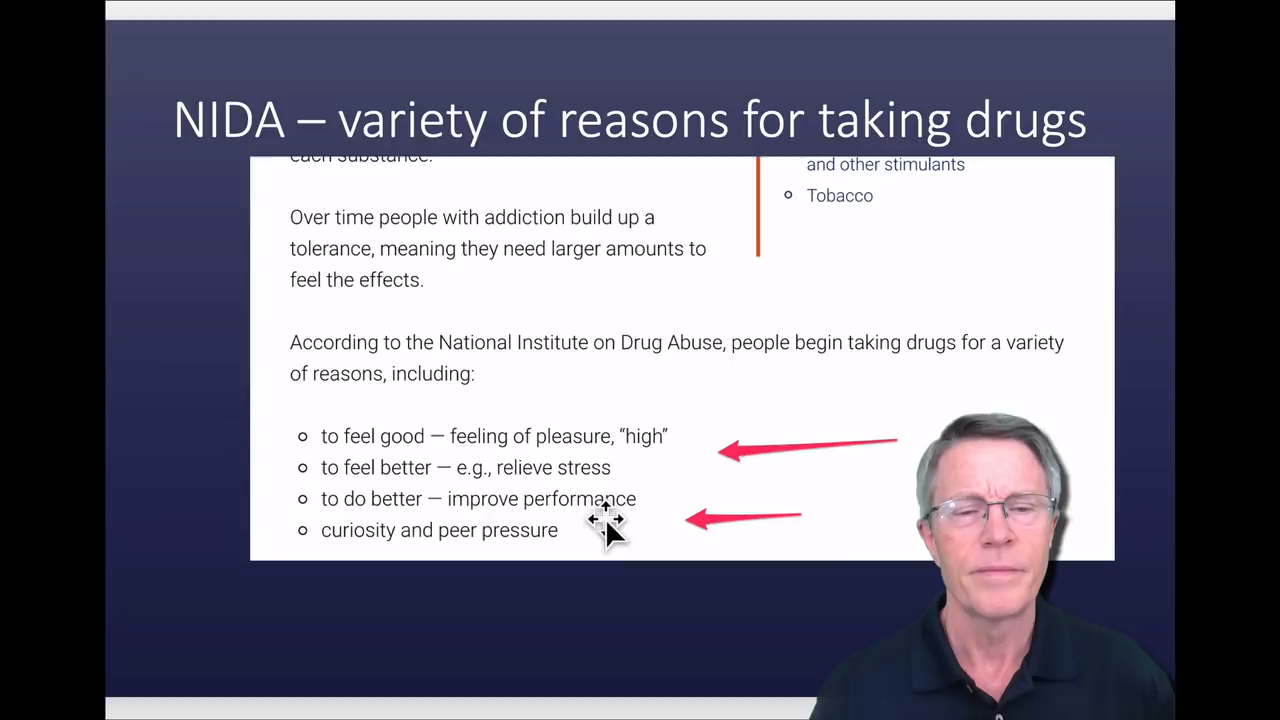 NIDA – variety of reasons for taking drugs
each substance.
and other stimulants
Tobacco
Over time people with addiction build up a
tolerance, meaning they need larger amounts to
feel the effects.
According to the National Institute on Drug Abuse, people begin taking drugs for a variety
of reasons, including:
to feel good — feeling of pleasure, “high”
to feel better — e.g., relieve stress
to do better — improve performance
curiosity and peer pressure